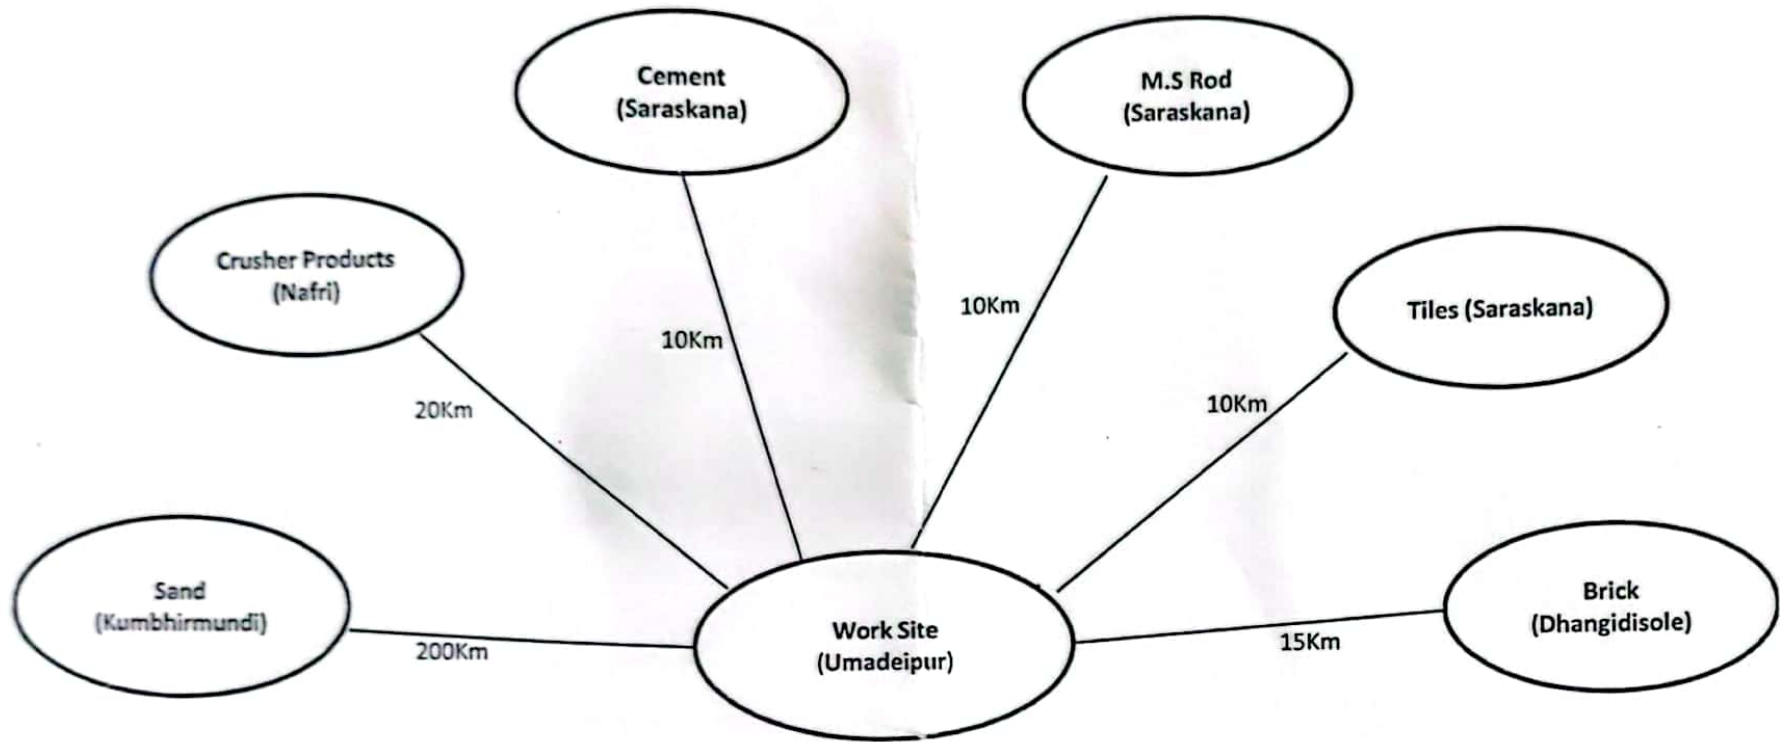 Cement
(Saraskana)
M.S Rod
(Saraskana)
Crusher Products
(Nafri)
Tiles (Saraskana)
10Km
10Km
20Km
10Km
Sand
(Kumbhirmundi)
200Km
Work Site
(Umadeipur)
15Km
Brick
(Dhangidisole)